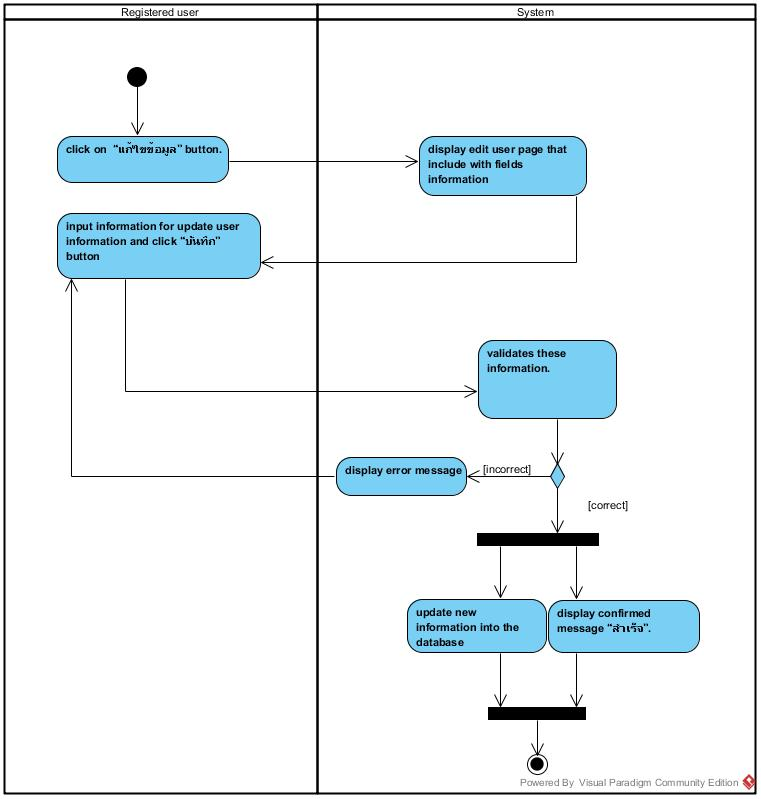 Registered user
System
click on “แก้ไขข้อมูล” button.
display edit user page that
include with fields
information
input information for update user
information and click “บันทึก”
button
validates these
information.
display error message
[incorrect]
[correct]
update new
information into the
database
display confirmed
message “สำเร็จ”.
Powered By Visual Paradigm Community Edition